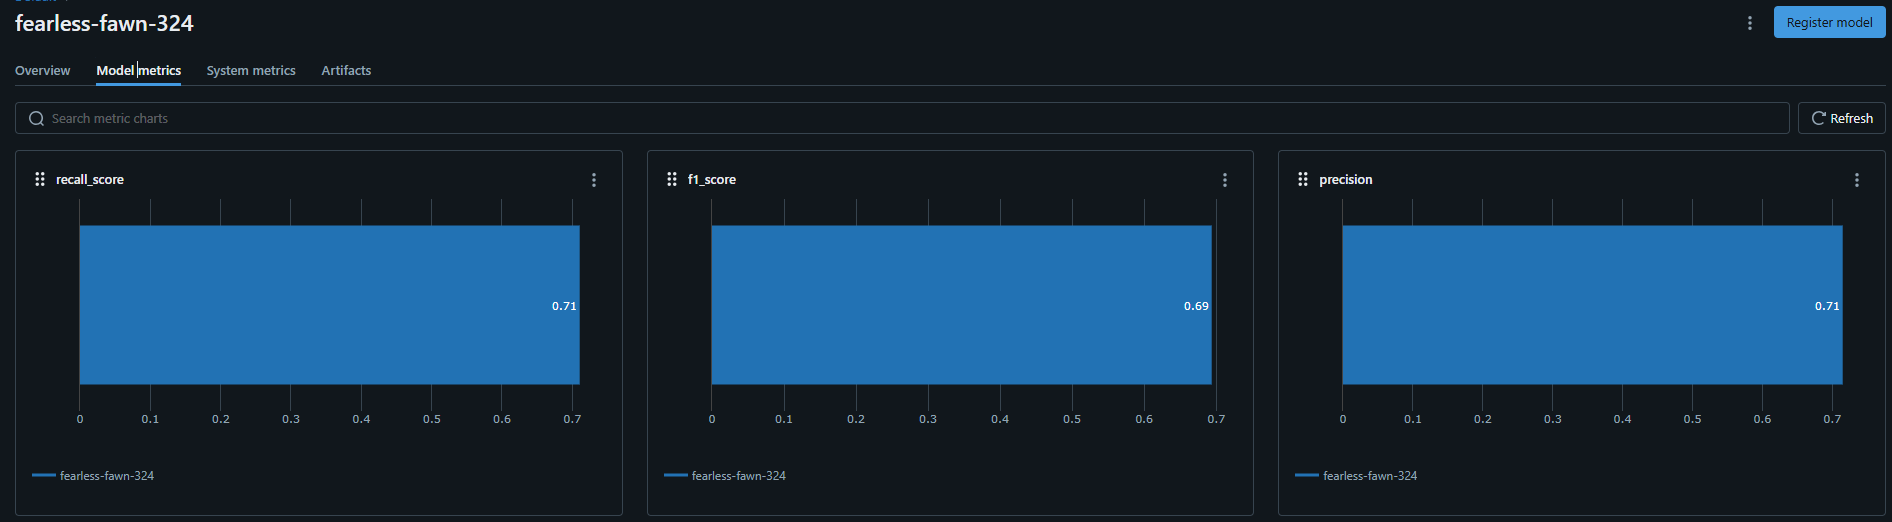 fearless-fawn-324
Register model
Overview Model metrics System metrics Artifacts
Search metric charts
Refresh
recall_score
0.71
0 0.1 0.2 0.3 0.4 0.5 0.6 0.7
fearless-fawn-324
f1_score
0.69
0 0.1 0.2 0.3 0.4 0.5 0.6 0.7
fearless-fawn-324
precision
0.71
0 0.1 0.2 0.3 0.4 0.5 0.6 0.7
fearless-fawn-324